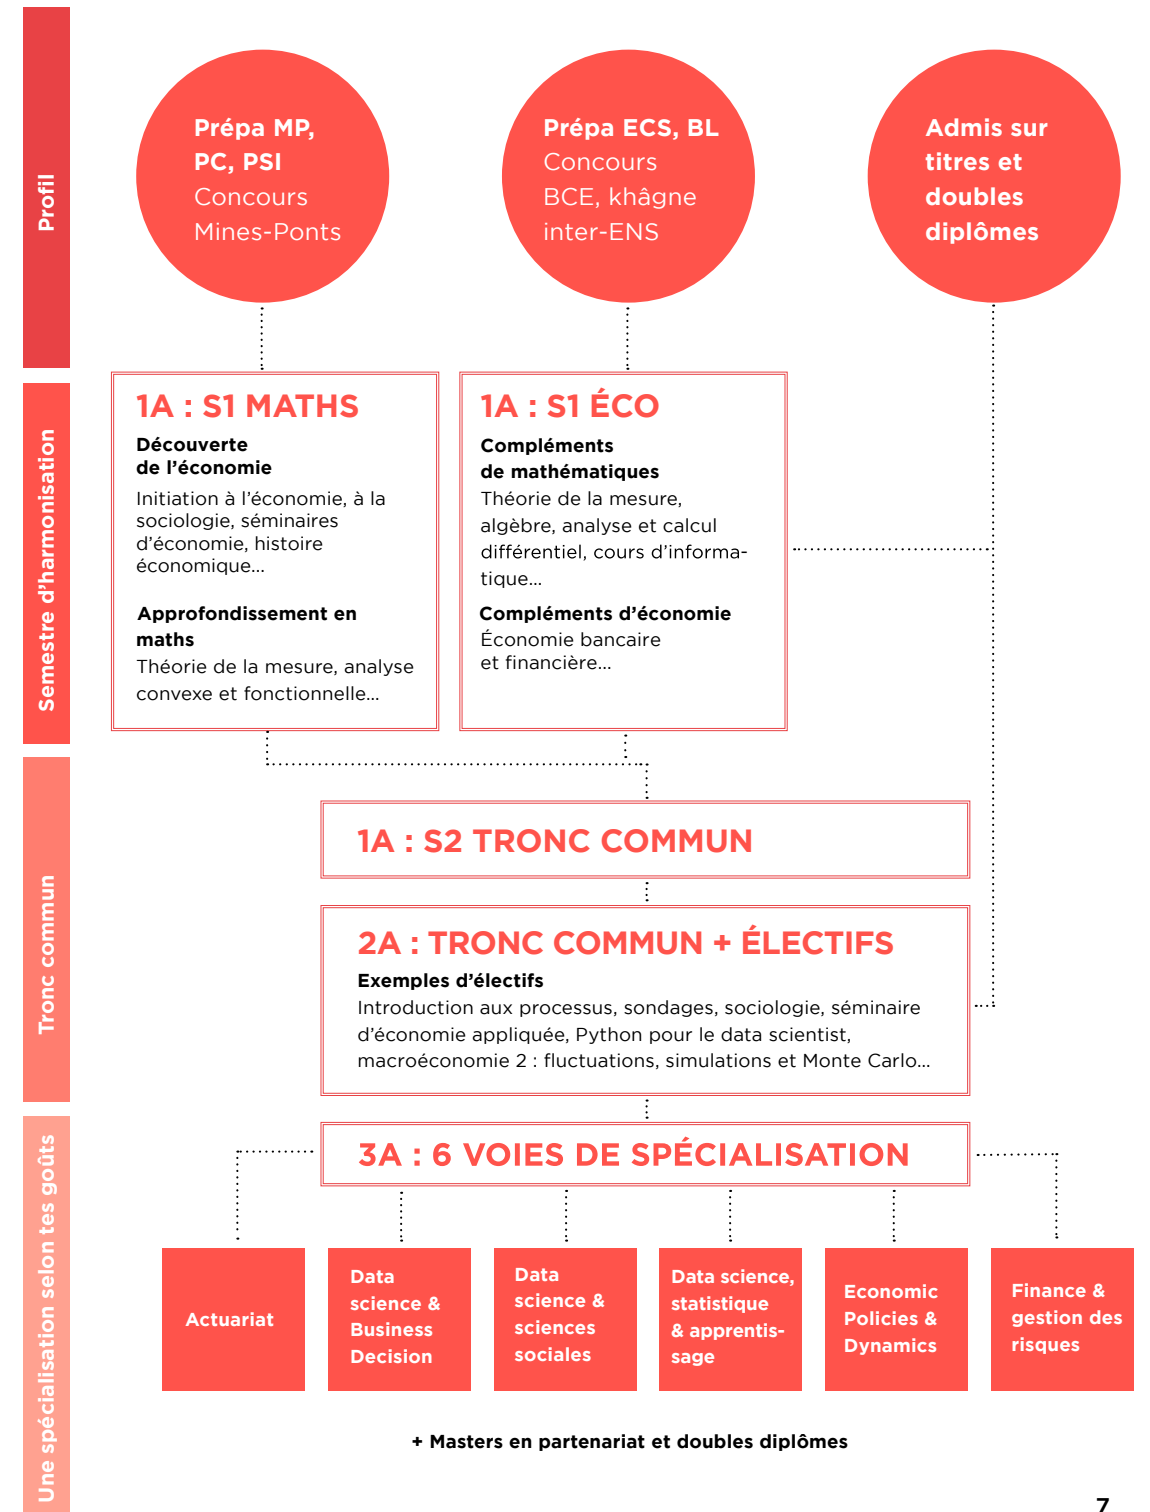 Profil
Prépa MP,
PC, PSI
Concours
Mines-Ponts
Prépa ECS, BL
Concours
BCE, khâgne
inter-ENS
Admis sur
titres et
doubles
diplômes
Semestre d’harmonisation
1A : S1 MATHS
Découverte
de l’économie
Initiation à l’économie, à la
sociologie, séminaires
d’économie, histoire
économique...
Approfondissement en
maths
Théorie de la mesure, analyse
convexe et fonctionnelle...
1A : S1 ÉCO
Compléments
de mathématiques
Théorie de la mesure,
algèbre, analyse et calcul
différentiel, cours d’informa-
tique...
Compléments d’économie
Économie bancaire
et financière...
Tronc commun
1A : S2 TRONC COMMUN
2A : TRONC COMMUN + ÉLECTIFS
Exemples d’électifs
Introduction aux processus, sondages, sociologie, séminaire
d’économie appliquée, Python pour le data scientist,
macroéconomie 2 : fluctuations, simulations et Monte Carlo...
Une spécialisation selon tes goûts
3A : 6 VOIES DE SPÉCIALISATION
Actuariat
Data
science &
Business
Decision
Data
science &
sciences
sociales
Data science,
statistique
& apprentis-
sage
Economic
Policies &
Dynamics
Finance &
gestion des
risques
+ Masters en partenariat et doubles diplômes
7